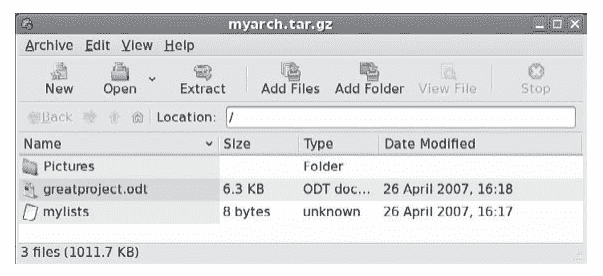 myarch.tar.gz
Archive Edit View Help
New Open Extract Add Files Add Folder View File Stop
Back Location: /
Name Size Type Date Modified
Pictures Folder
greatproject.odt 6.3 KB ODT doc... 26 April 2007, 16:18
mylists 8 bytes unknown 26 April 2007, 16:17
3 files (1011.7 KB)